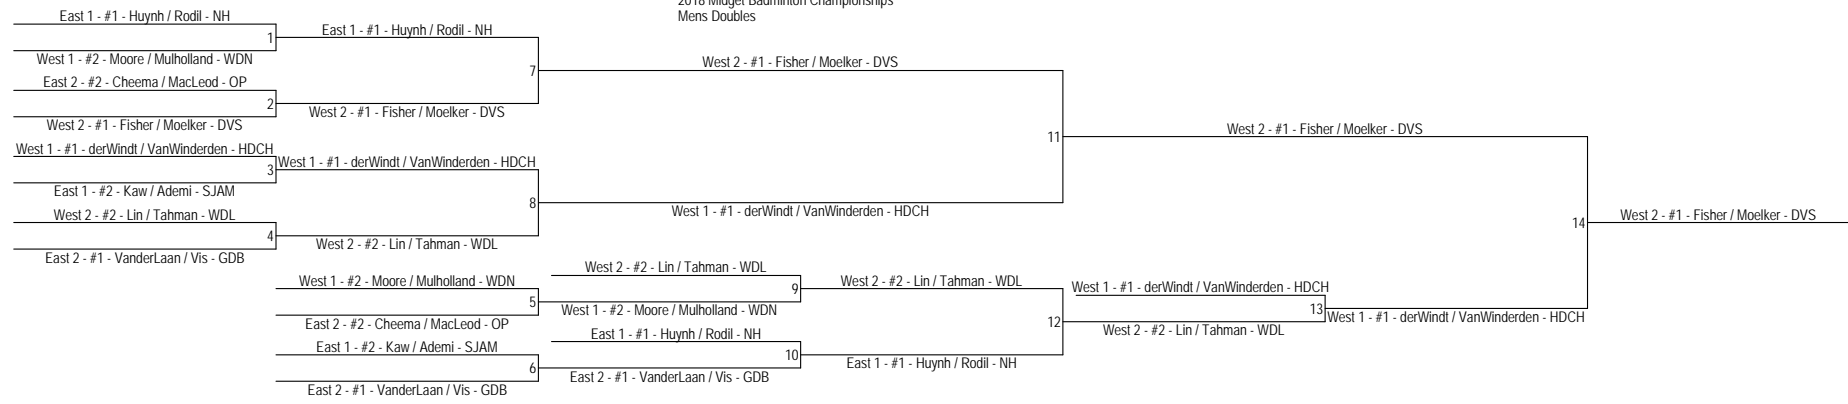 2018 Midget Badminton Championships
Mens Doubles
East 1 - #1 - Huynh / Rodil - NH
1
West 1 - #2 - Moore / Mulholland - WDN
East 2 - #2 - Cheema / MacLeod - OP
2
West 2 - #1 - Fisher / Moelker - DVS
West 1 - #1 - derWindt / VanWinderden - HDCH
3
East 1 - #2 - Kaw / Ademi - SJAM
West 2 - #2 - Lin / Tahman - WDL
4
East 2 - #1 - VanderLaan / Vis - GDB
East 1 - #1 - Huynh / Rodil - NH
7
West 2 - #1 - Fisher / Moelker - DVS
West 1 - #1 - derWindt / VanWinderden - HDCH
8
West 2 - #2 - Lin / Tahman - WDL
West 1 - #2 - Moore / Mulholland - WDN
5
East 2 - #2 - Cheema / MacLeod - OP
East 1 - #2 - Kaw / Ademi - SJAM
6
East 2 - #1 - VanderLaan / Vis - GDB
West 2 - #1 - Fisher / Moelker - DVS
11
West 1 - #1 - derWindt / VanWinderden - HDCH
West 2 - #2 - Lin / Tahman - WDL
9
West 1 - #2 - Moore / Mulholland - WDN
East 1 - #1 - Huynh / Rodil - NH
10
East 2 - #1 - VanderLaan / Vis - GDB
West 2 - #2 - Lin / Tahman - WDL
12
East 1 - #1 - Huynh / Rodil - NH
West 2 - #1 - Fisher / Moelker - DVS
14
West 1 - #1 - derWindt / VanWinderden - HDCH
13
West 2 - #2 - Lin / Tahman - WDL
West 1 - #1 - derWindt / VanWinderden - HDCH
West 2 - #1 - Fisher / Moelker - DVS